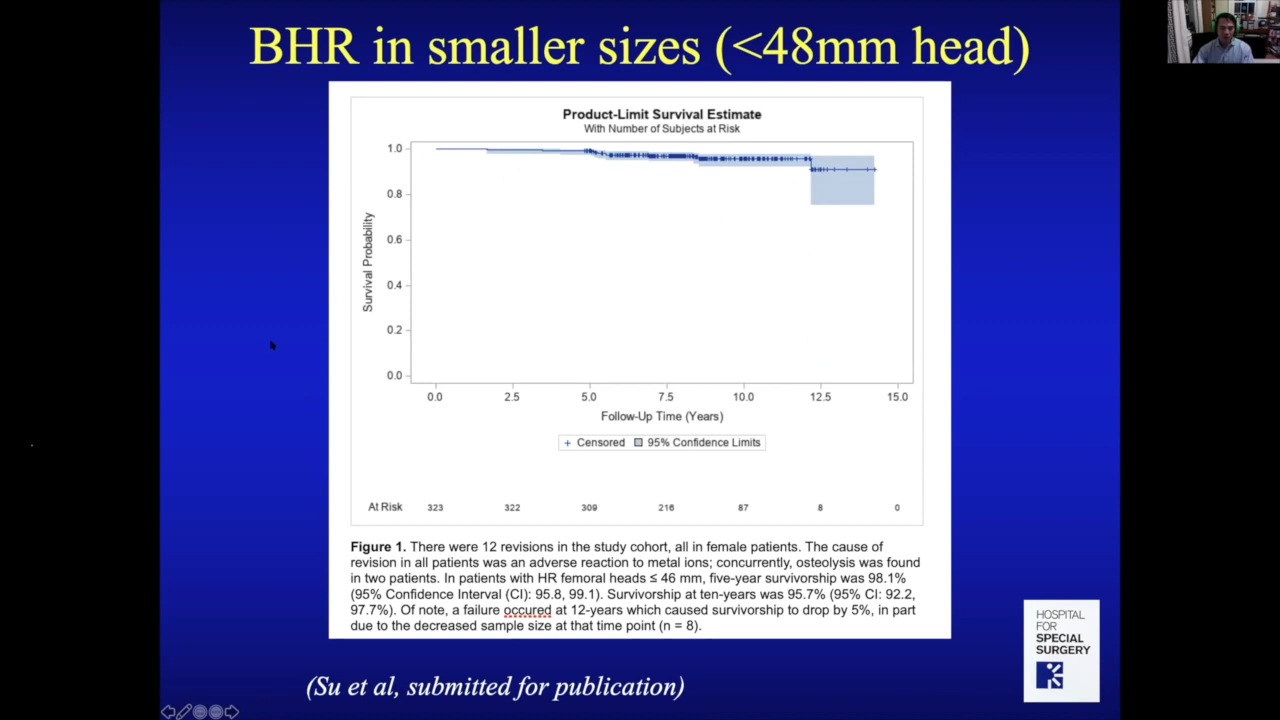 BHR in smaller sizes (<48mm head)
Product-Limit Survival Estimate
With Number of Subjects at Risk
1.0
0.8
0.6
0.4
0.2
0.0
Survival Probability
0.0 2.5 5.0 7.5 10.0 12.5 15.0
Follow-Up Time (Years)
+ Censored 95% Confidence Limits
At Risk 323 322 309 216 87 8 0
Figure 1. There were 12 revisions in the study cohort, all in female patients. The cause of
revision in all patients was an adverse reaction to metal ions; concurrently, osteolysis was found
in two patients. In patients with HR femoral heads ≤ 46 mm, five-year survivorship was 98.1%
(95% Confidence Interval (CI): 95.8, 99.1). Survivorship at ten-years was 95.7% (95% CI: 92.2,
97.7%). Of note, a failure occured at 12-years which caused survivorship to drop by 5%, in part
due to the decreased sample size at that time point (n = 8).
HOSPITAL
FOR
SPECIAL
SURGERY
(Su et al, submitted for publication)